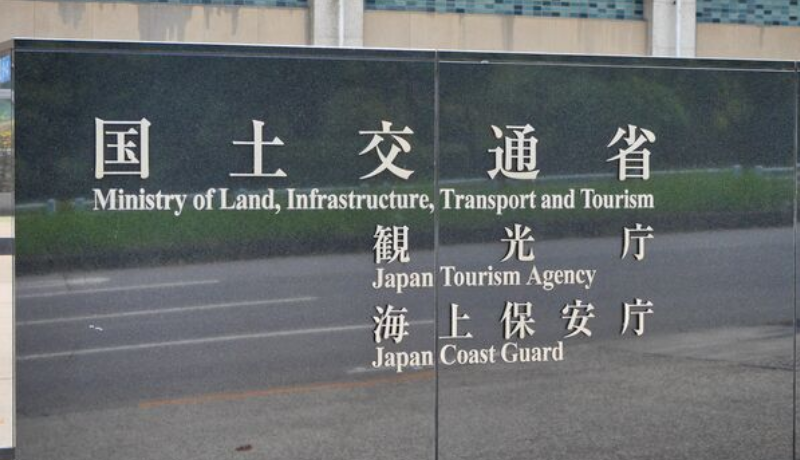 国土交通省
Ministry of Land, Infrastructure, Transport and Tourism
観光庁
Japan Tourism Agency
海上保安庁
Japan Coast Guard